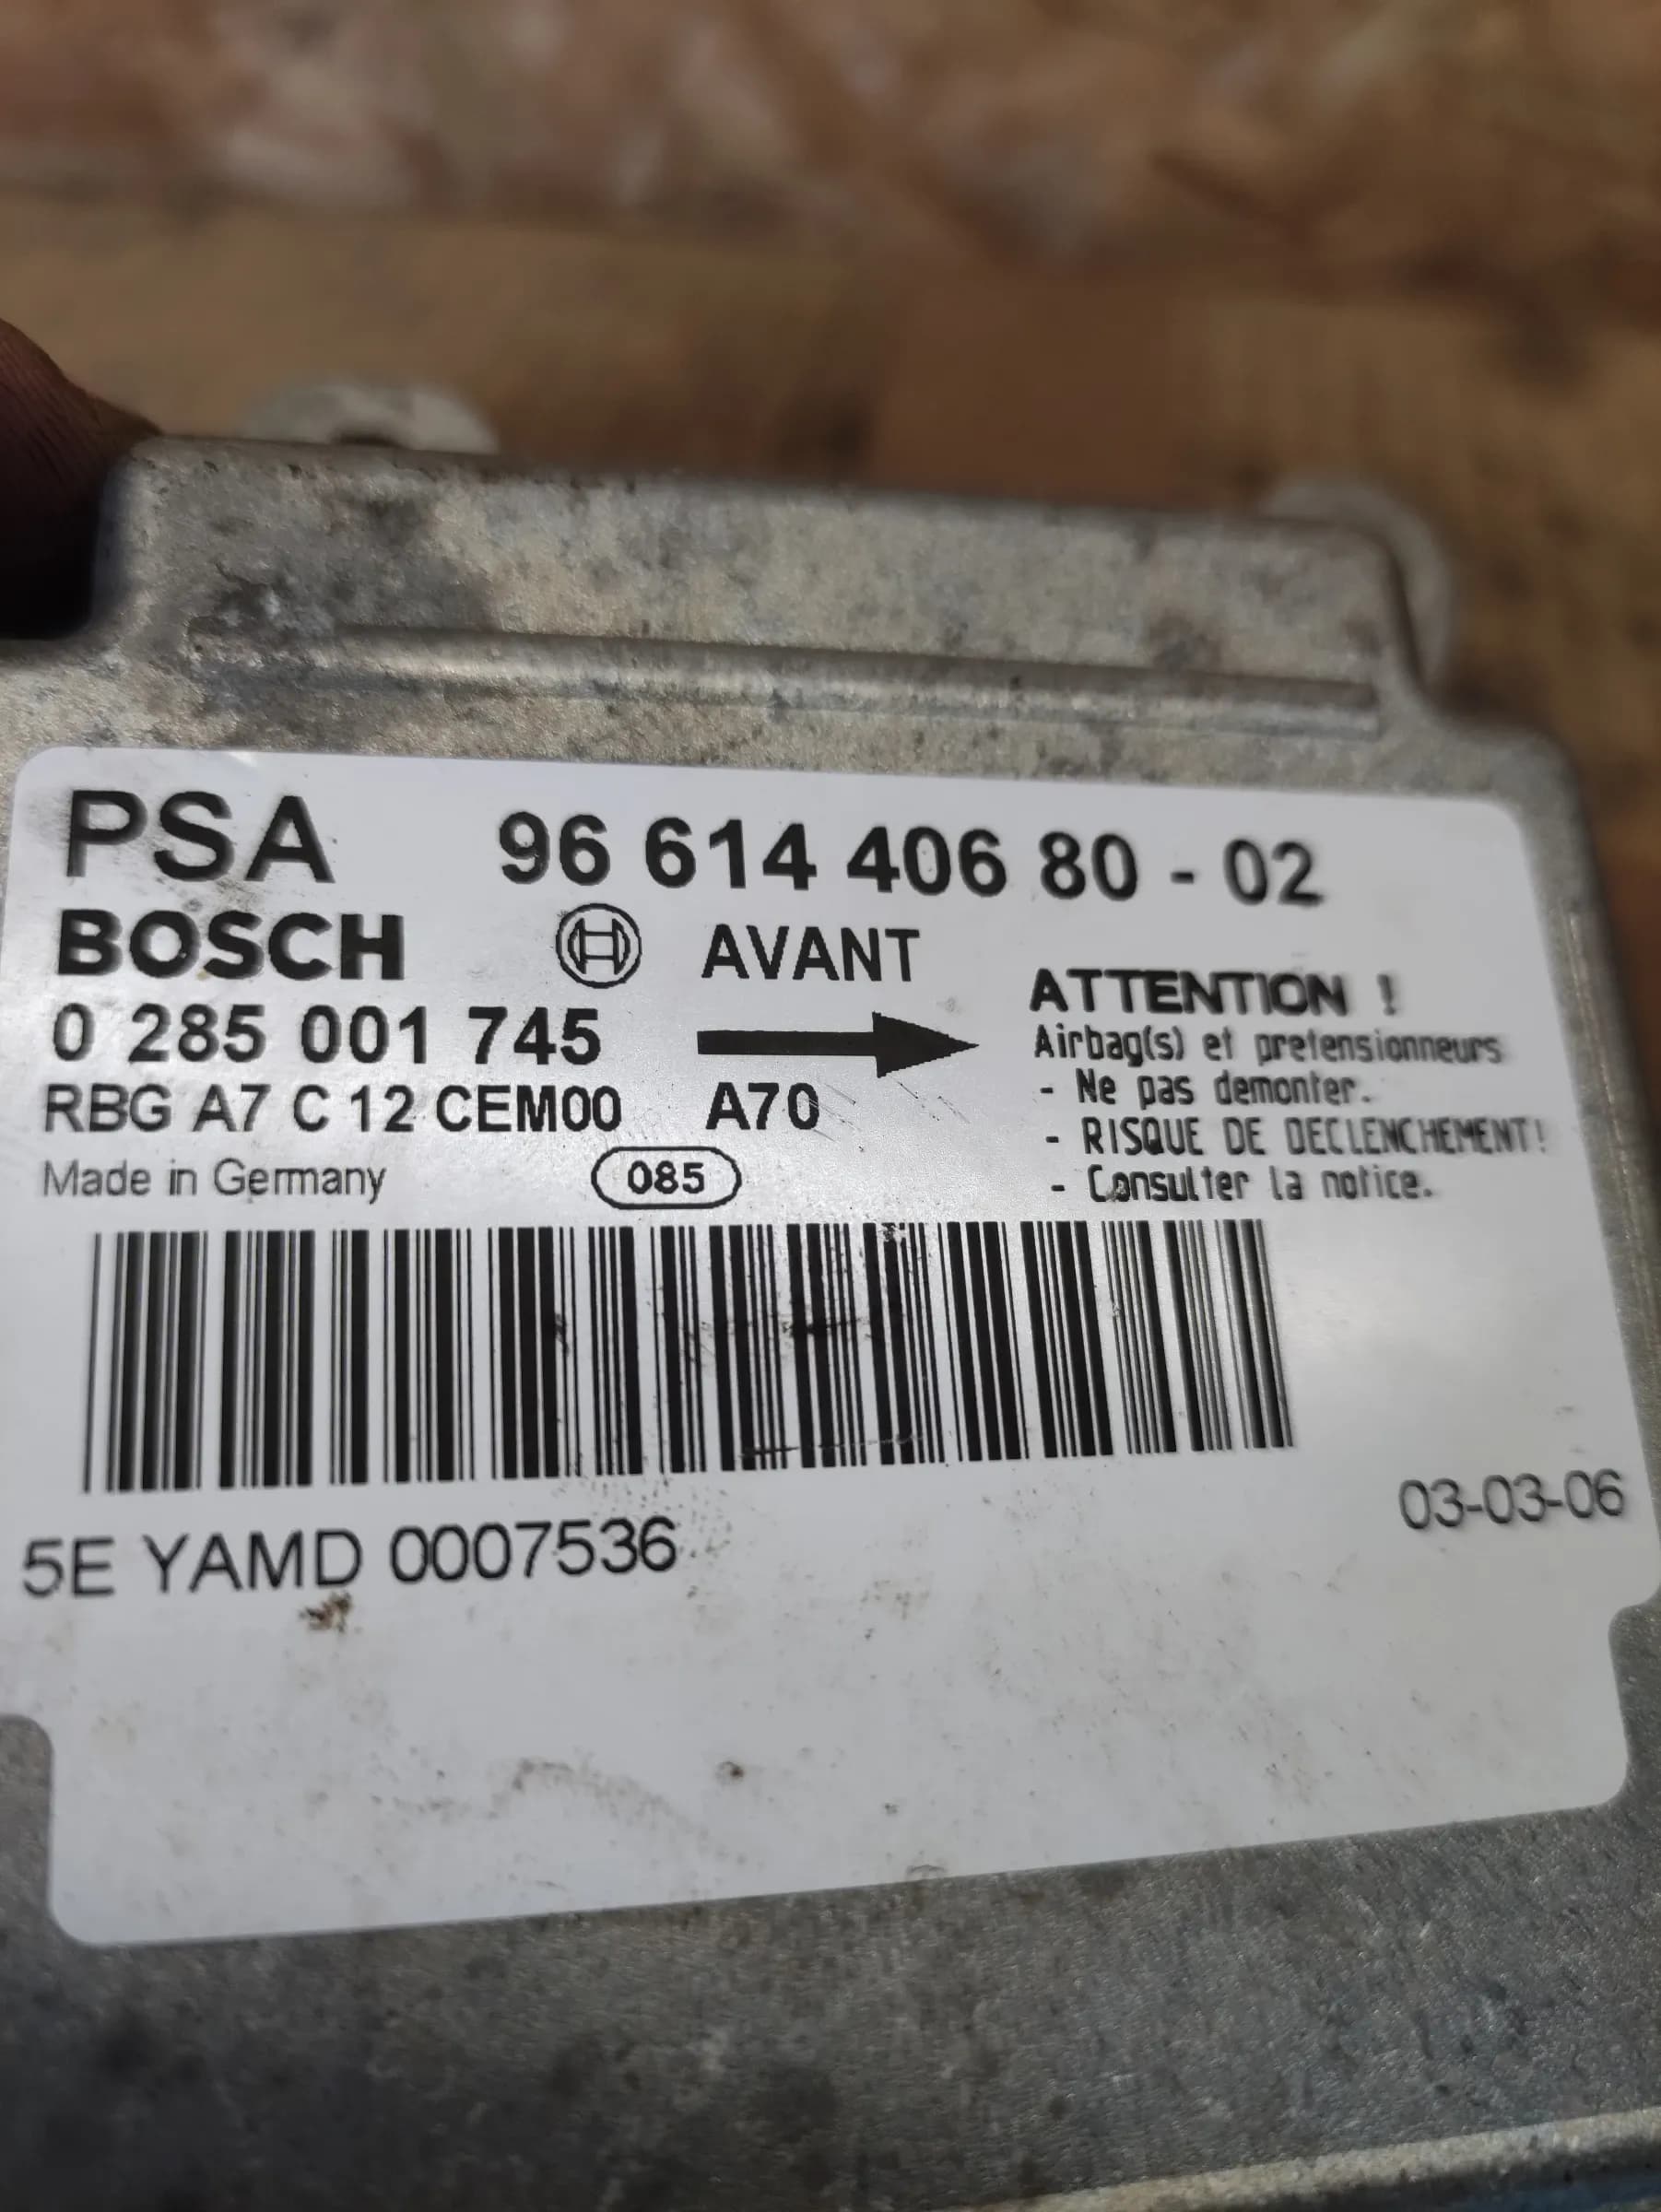 PSA 96 614 406 80 - 02
BOSCH AVANT
0 285 001 745
RBG A7 C 12 CEM00 A70
Made in Germany 085
ATTENTION !
Airbag(s) et pretensionneurs
- Ne pas demonter.
- RISQUE DE DECLENCHEMENT!
- Consulter la notice.
03-03-06
5E YAMD 0007536